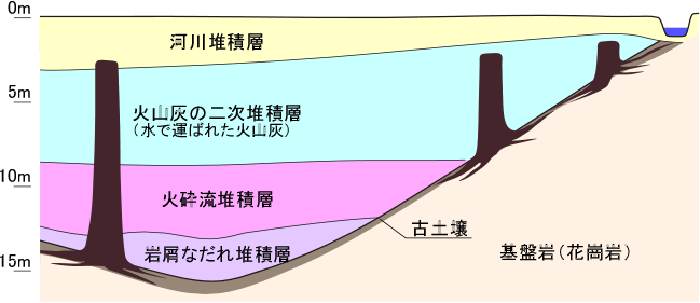 0m
河川堆積層
5m
火山灰の二次堆積層
(水で運ばれた火山灰)
10m
火砕流堆積層
古土壌
岩屑なだれ堆積層
基盤岩(花崗岩)
15m